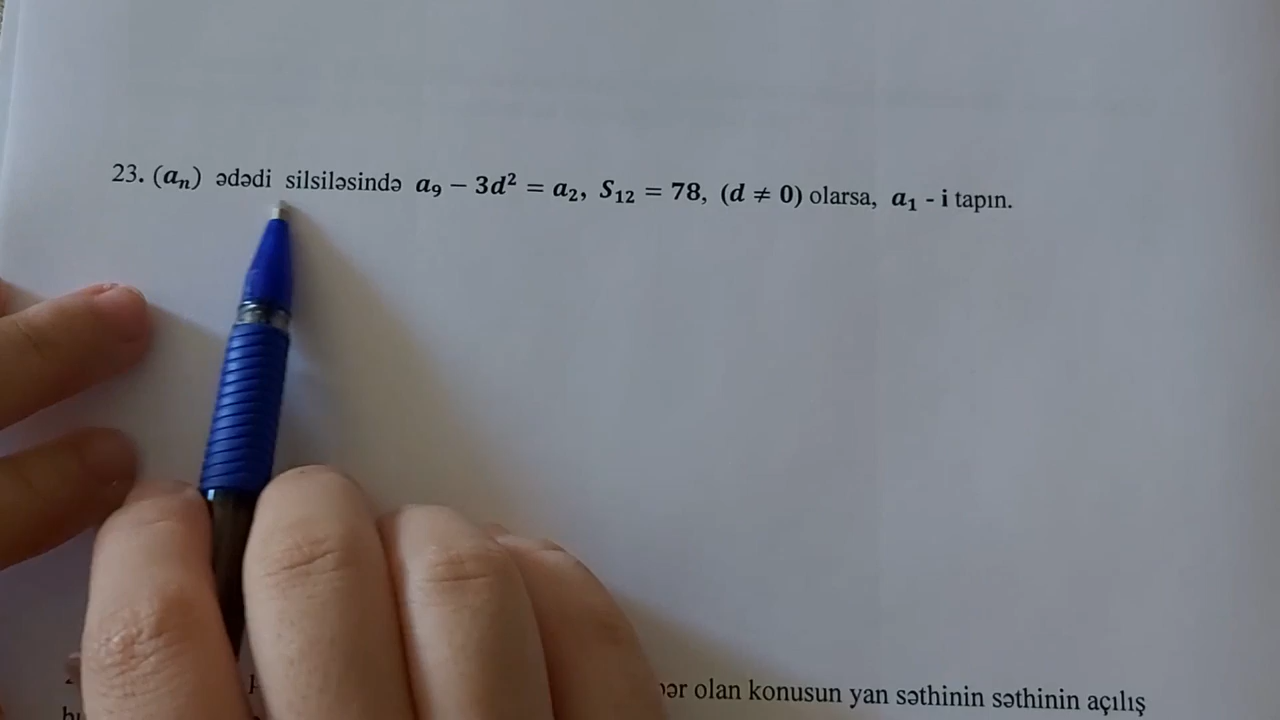 23. (aₙ) ədədi silsiləsində a₉ − 3d² = a₂, S₁₂ = 78, (d ≠ 0) olarsa, a₁ - i tapın.
olan konusun yan səthinin səthinin açılış